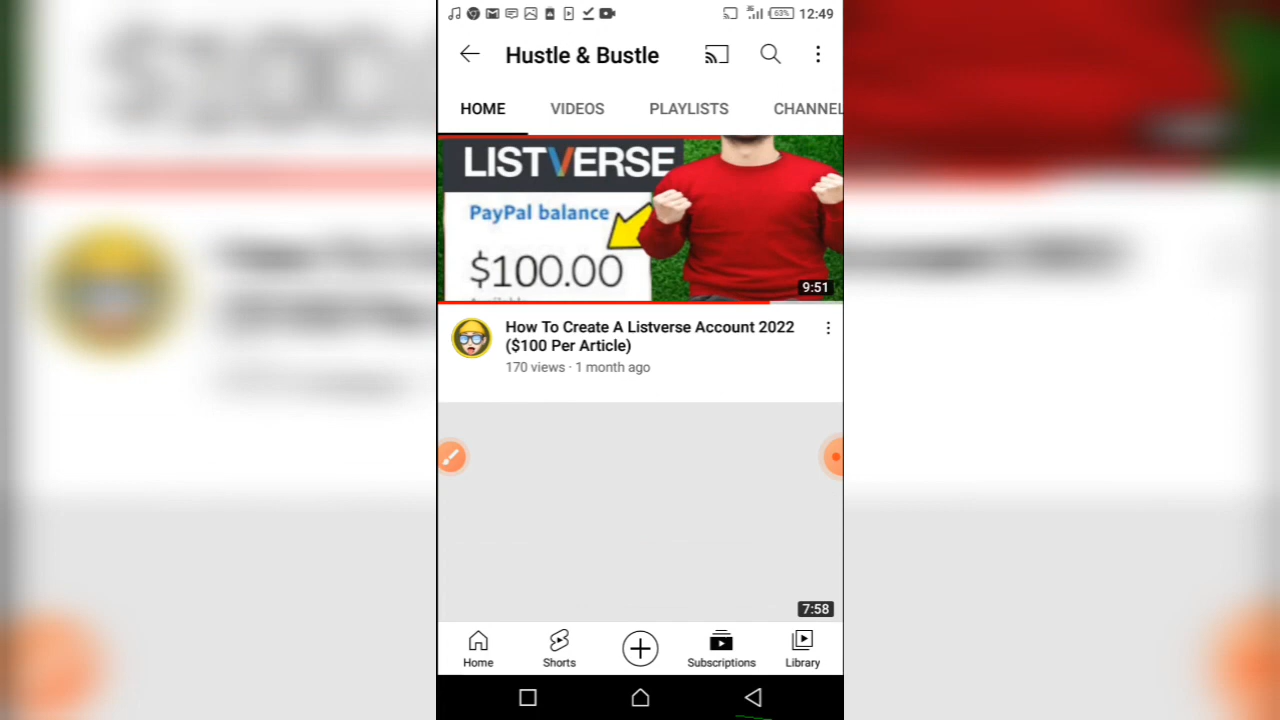 63% 12:49
Hustle & Bustle
HOME VIDEOS PLAYLISTS CHANNEL
LISTVERSE
PayPal balance
$100.00
9:51
How To Create A Listverse Account 2022
($100 Per Article)
170 views · 1 month ago
7:58
Home Shorts Subscriptions Library